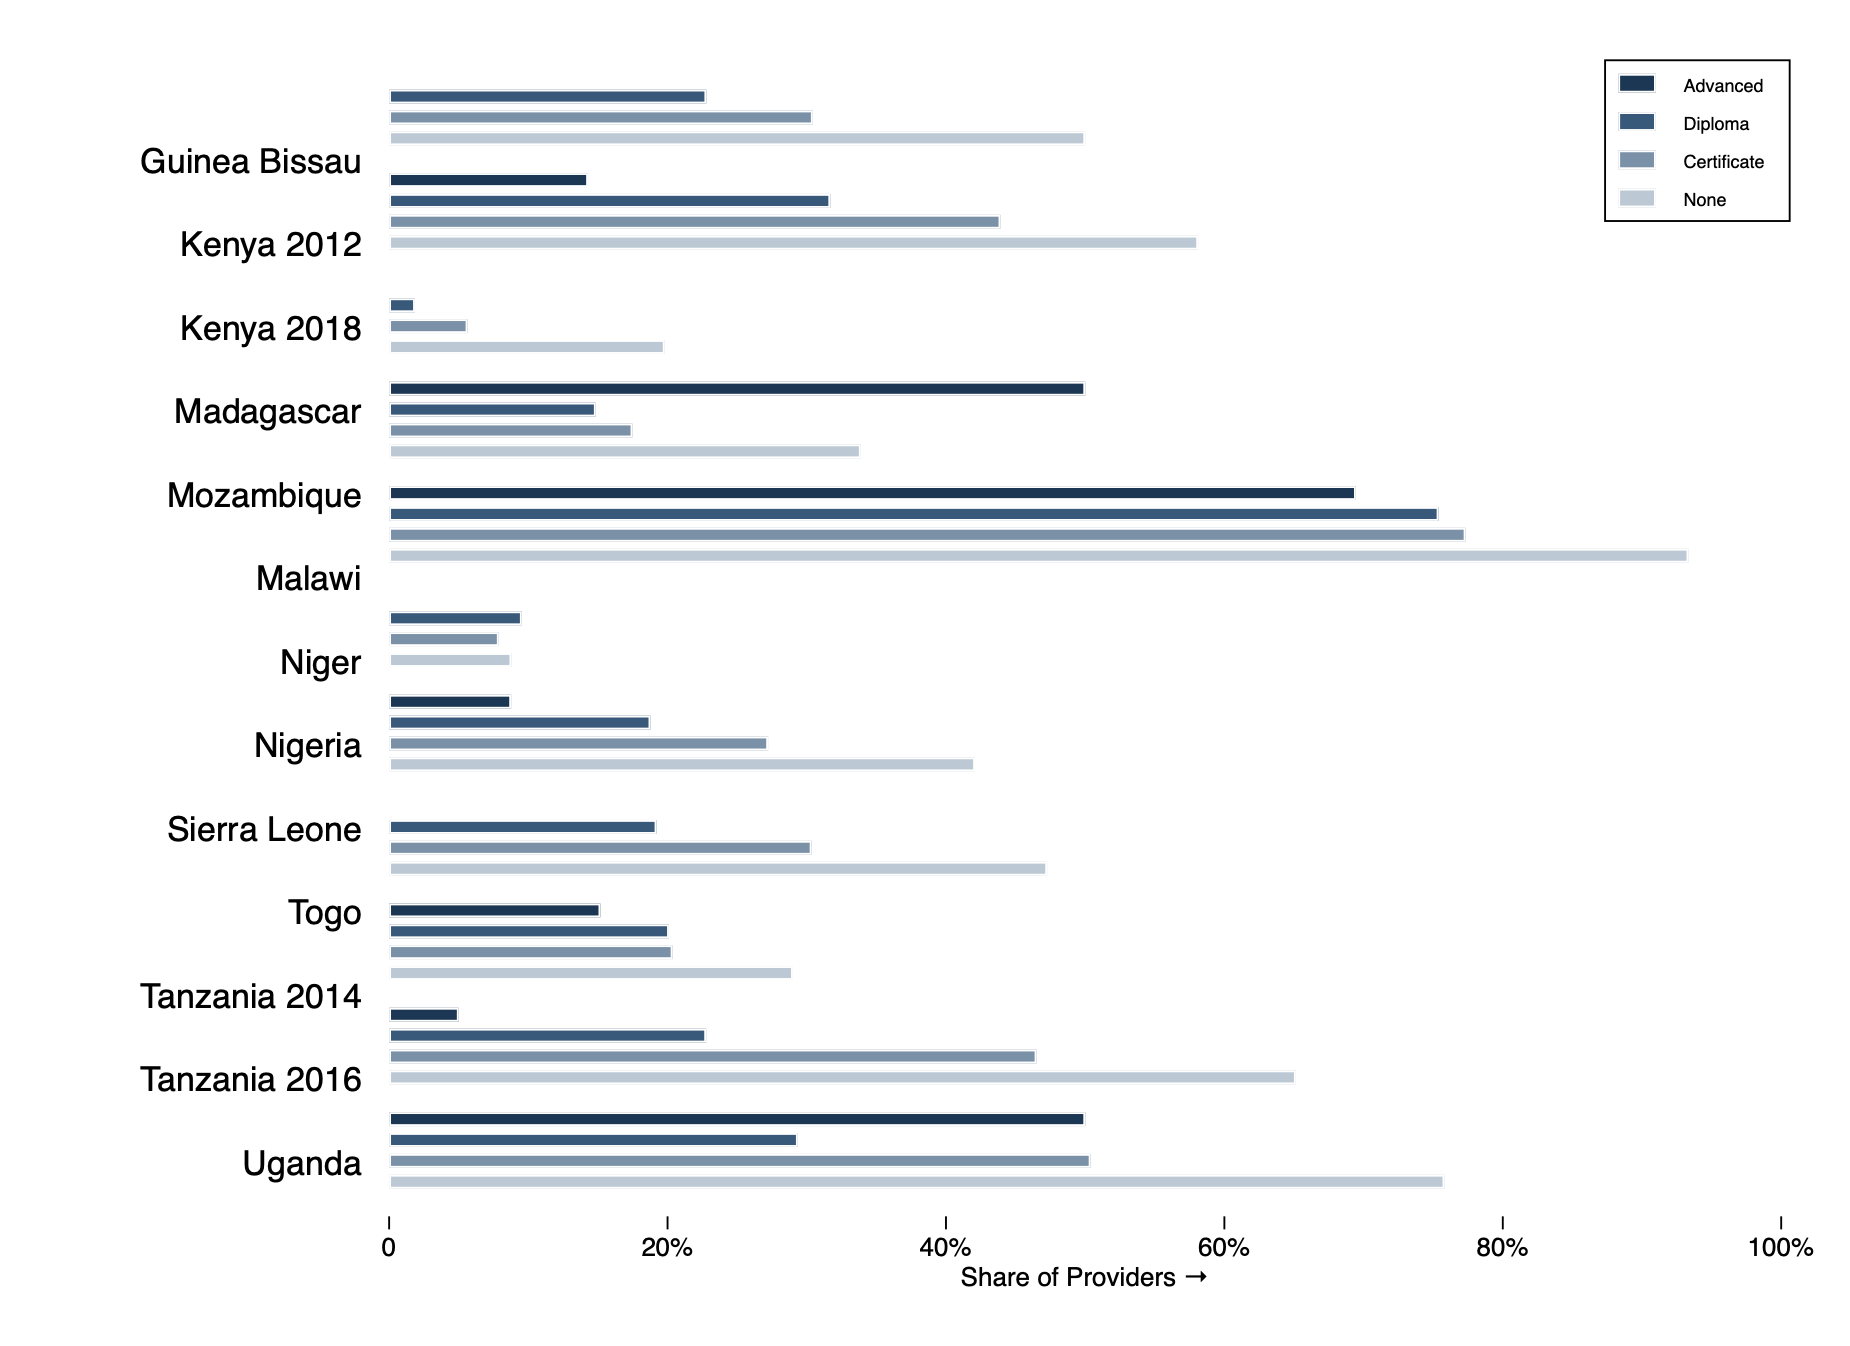 Advanced
Diploma
Certificate
None
Guinea Bissau
Kenya 2012
Kenya 2018
Madagascar
Mozambique
Malawi
Niger
Nigeria
Sierra Leone
Togo
Tanzania 2014
Tanzania 2016
Uganda
0 20% 40% 60% 80% 100%
Share of Providers →